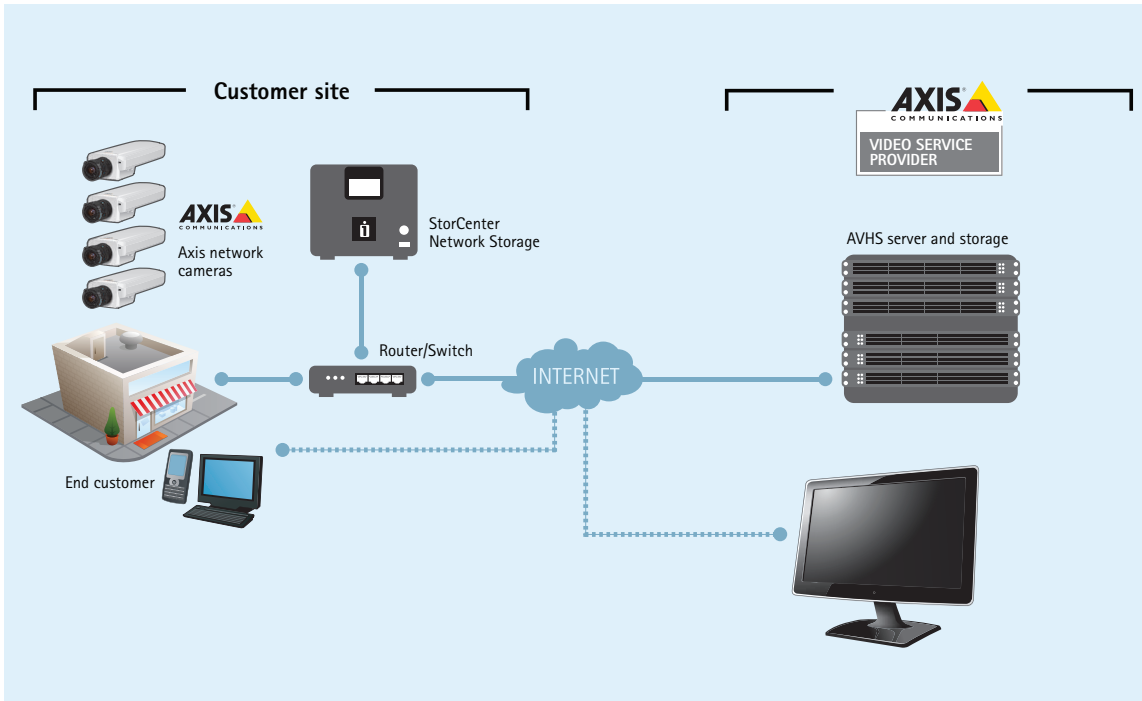 Customer site
AXIS
COMMUNICATIONS
VIDEO SERVICE
PROVIDER
AXIS
COMMUNICATIONS
Axis network
cameras
StorCenter
Network Storage
AVHS server and storage
Router/Switch
INTERNET
End customer